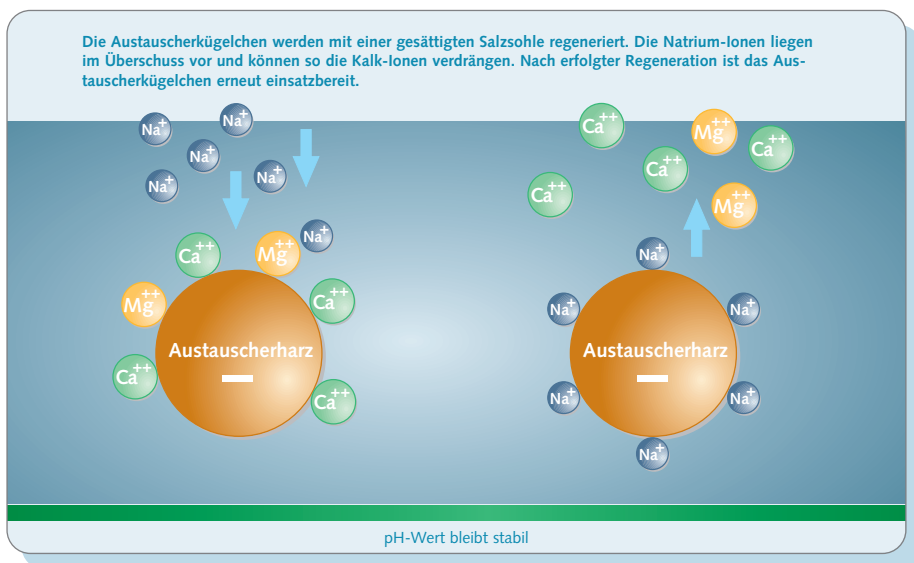 Die Austauscherkügelchen werden mit einer gesättigten Salzsohle regeneriert. Die Natrium-Ionen liegen
im Überschuss vor und können so die Kalk-Ionen verdrängen. Nach erfolgter Regeneration ist das Aus-
tauscherkügelchen erneut einsatzbereit.
Na+
Na+
Na+
Na+
Na+
Na+
Ca++
Mg++
Mg++
Ca++
Ca++
Ca++
Austauscherharz
–
Ca++
Mg++
Ca++
Ca++
Ca++
Mg++
Na+
Na+
Na+
Austauscherharz
–
Na+
Na+
Na+
pH-Wert bleibt stabil